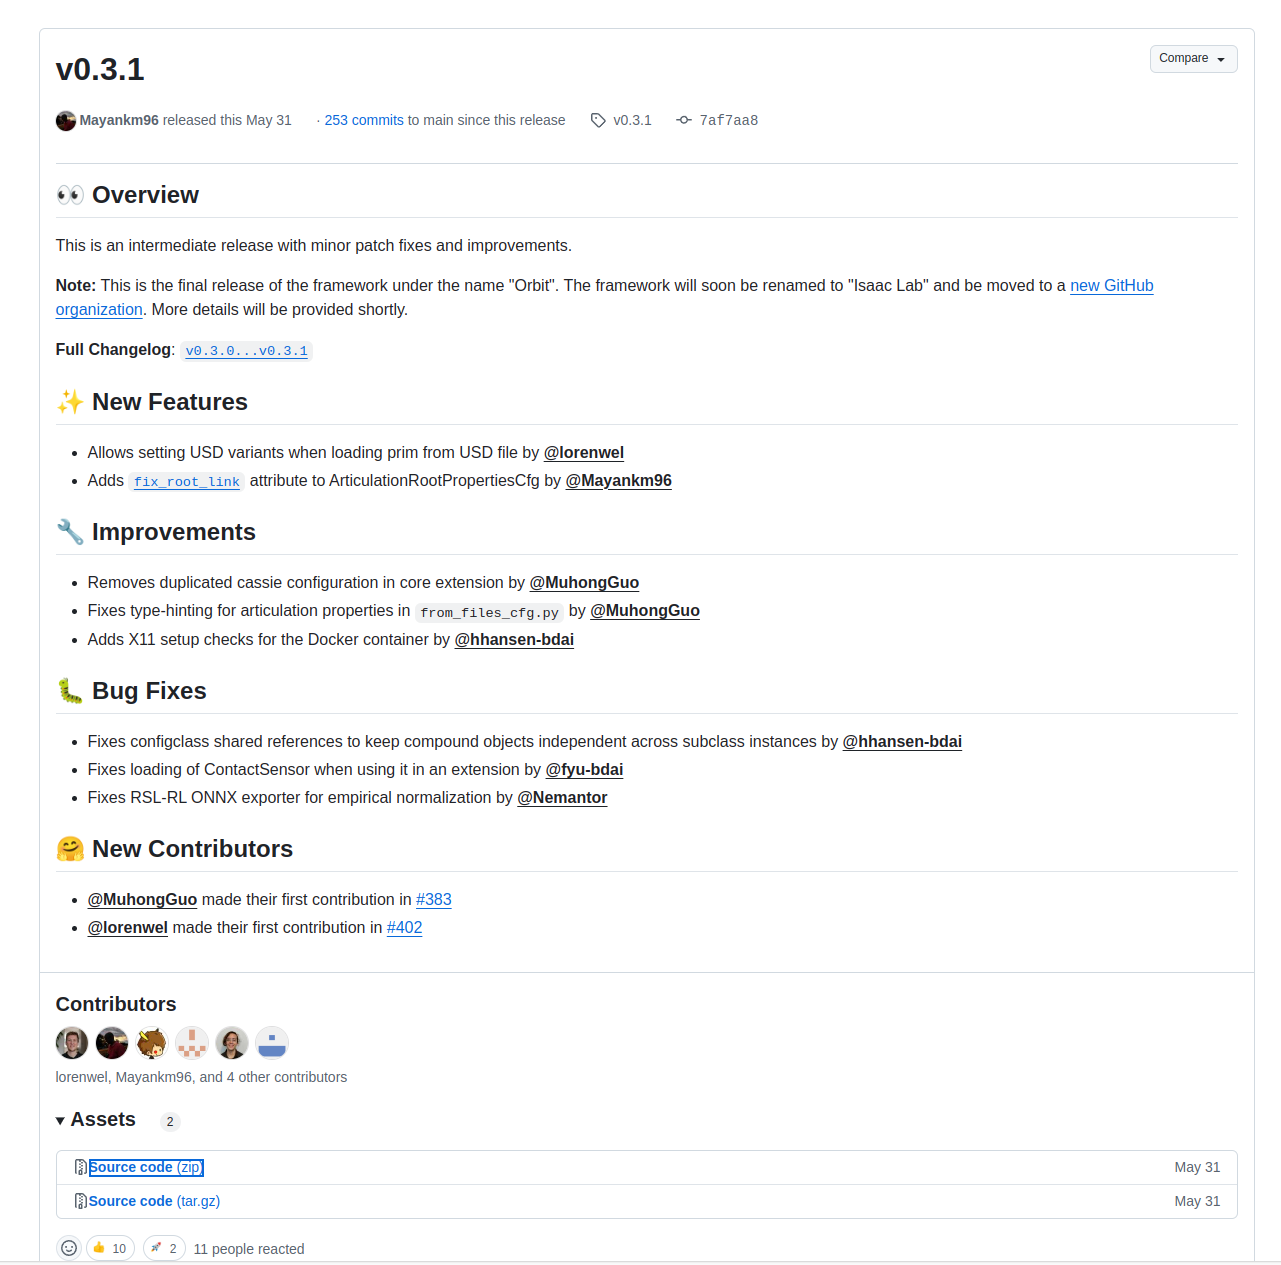 v0.3.1
Compare
Mayankm96 released this May 31 · 253 commits to main since this release v0.3.1 7af7aa8
👀 Overview
This is an intermediate release with minor patch fixes and improvements.
Note: This is the final release of the framework under the name "Orbit". The framework will soon be renamed to "Isaac Lab" and be moved to a new GitHub
organization. More details will be provided shortly.
Full Changelog: v0.3.0...v0.3.1
✨ New Features
• Allows setting USD variants when loading prim from USD file by @lorenwel
• Adds fix_root_link attribute to ArticulationRootPropertiesCfg by @Mayankm96
🔧 Improvements
• Removes duplicated cassie configuration in core extension by @MuhongGuo
• Fixes type-hinting for articulation properties in from_files_cfg.py by @MuhongGuo
• Adds X11 setup checks for the Docker container by @hhansen-bdai
🐛 Bug Fixes
• Fixes configclass shared references to keep compound objects independent across subclass instances by @hhansen-bdai
• Fixes loading of ContactSensor when using it in an extension by @fyu-bdai
• Fixes RSL-RL ONNX exporter for empirical normalization by @Nemantor
🤗 New Contributors
• @MuhongGuo made their first contribution in #383
• @lorenwel made their first contribution in #402
Contributors
lorenwel, Mayankm96, and 4 other contributors
Assets 2
Source code (zip) May 31
Source code (tar.gz) May 31
👍 10 🚀 2 11 people reacted